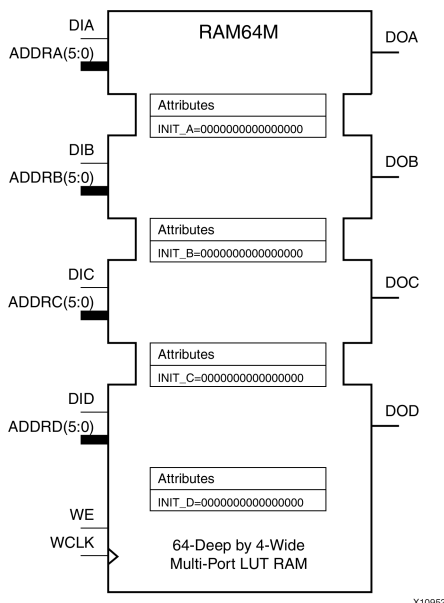 RAM64M
DIA
DOA
ADDRA(5:0)
Attributes
INIT_A=0000000000000000
DIB
DOB
ADDRB(5:0)
Attributes
INIT_B=0000000000000000
DIC
DOC
ADDRC(5:0)
Attributes
INIT_C=0000000000000000
DID
DOD
ADDRD(5:0)
Attributes
INIT_D=0000000000000000
WE
WCLK
64-Deep by 4-Wide
Multi-Port LUT RAM
X10952